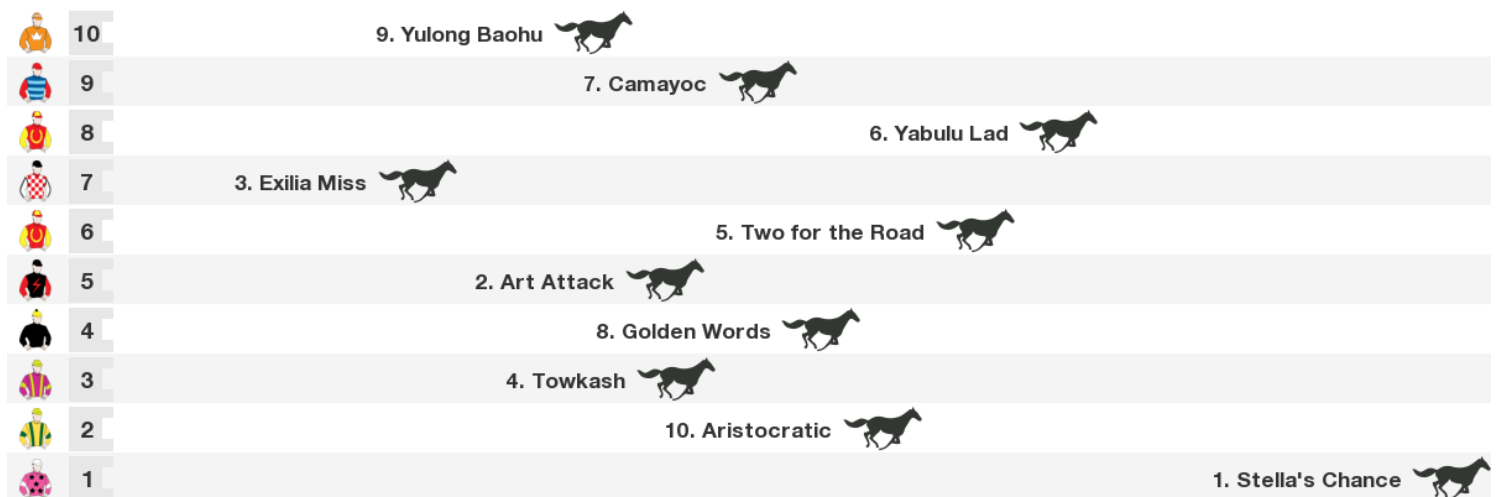 10 9. Yulong Baohu
9 7. Camayoc
8 6. Yabulu Lad
7 3. Exilia Miss
6 5. Two for the Road
5 2. Art Attack
4 8. Golden Words
3 4. Towkash
2 10. Aristocratic
1 1. Stella's Chance